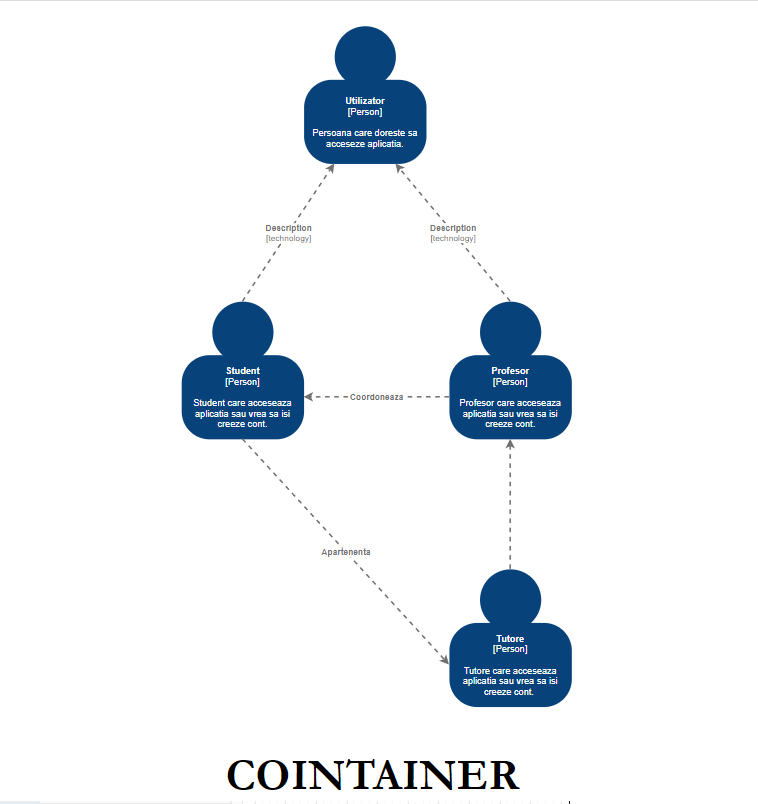 Utilizator
[Person]
Persoana care doreste sa
acceseze aplicatia.
Description
[technology]
Description
[technology]
Student
[Person]
Student care acceseaza
aplicatia sau vrea sa isi
creeze cont.
Coordoneaza
Profesor
[Person]
Profesor care acceseaza
aplicatia sau vrea sa isi
creeze cont.
Apartenenta
Tutore
[Person]
Tutore care acceseaza
aplicatia sau vrea sa isi
creeze cont.
COINTAINER